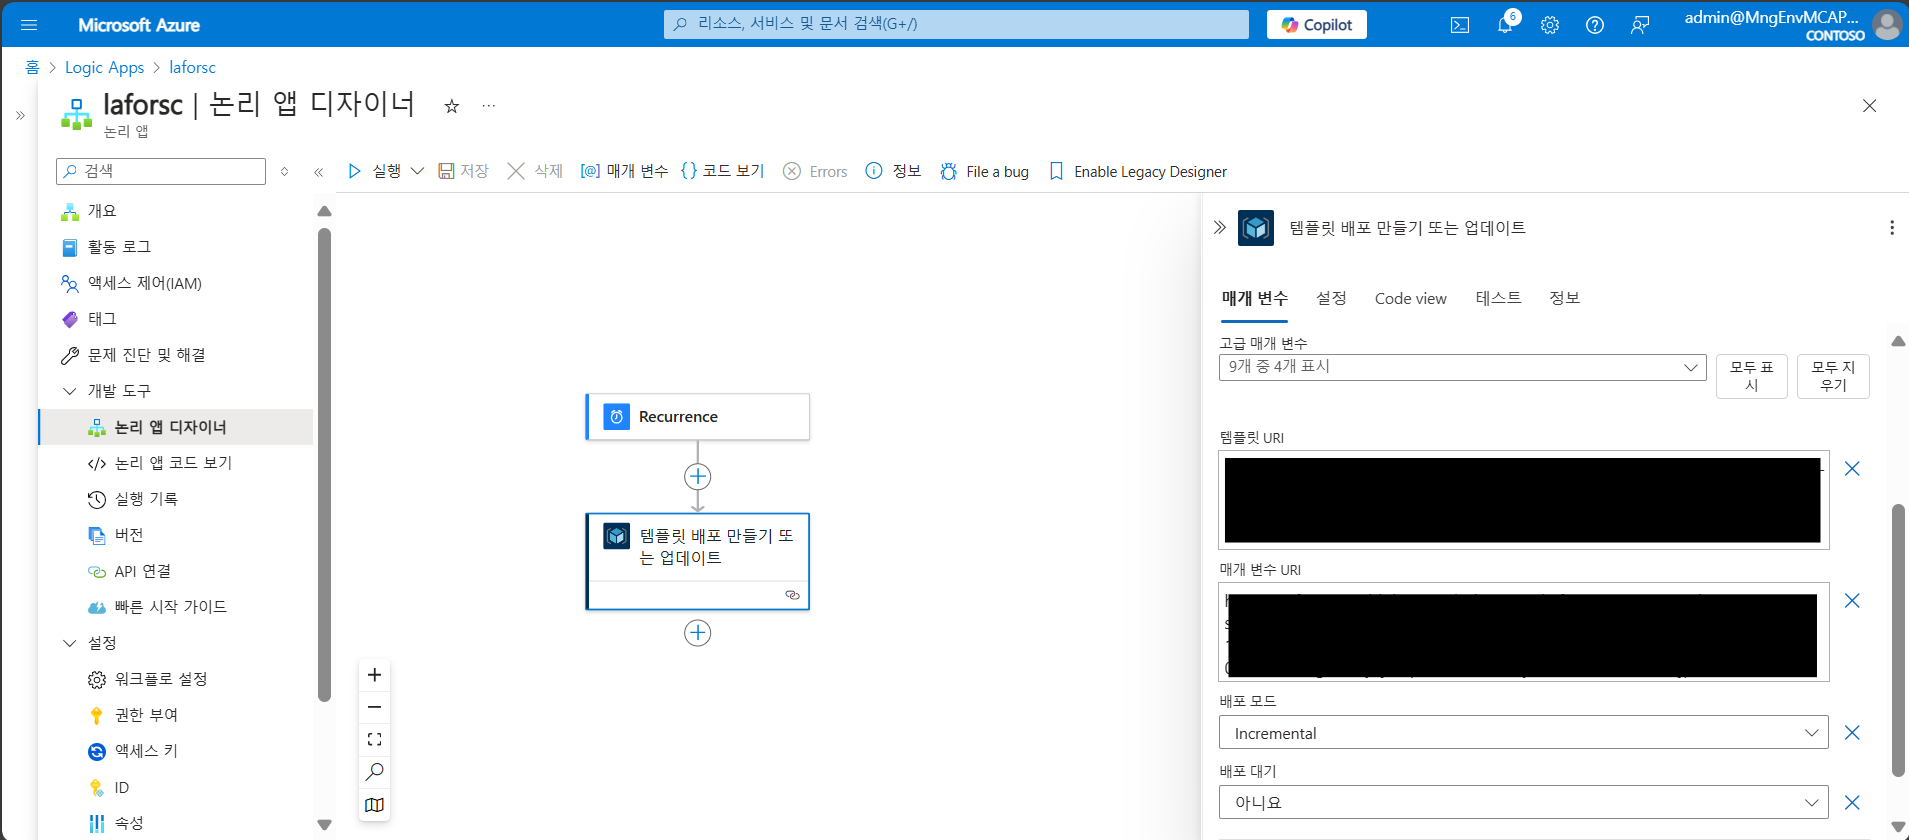 Microsoft Azure
리소스, 서비스 및 문서 검색(G+/)
Copilot
6
admin@MngEnvMCAP...
CONTOSO
홈 > Logic Apps > laforsc
laforsc | 논리 앱 디자이너
논리 앱
검색
실행
저장
삭제
[@] 매개 변수
{} 코드 보기
Errors
정보
File a bug
Enable Legacy Designer
개요
활동 로그
액세스 제어(IAM)
태그
문제 진단 및 해결
개발 도구
논리 앱 디자이너
논리 앱 코드 보기
실행 기록
버전
API 연결
빠른 시작 가이드
설정
워크플로 설정
권한 부여
액세스 키
ID
속성
Recurrence
템플릿 배포 만들기 또
는 업데이트
템플릿 배포 만들기 또는 업데이트
매개 변수
설정
Code view
테스트
정보
고급 매개 변수
9개 중 4개 표시
모두 표
시
모두 지
우기
템플릿 URI
매개 변수 URI
배포 모드
Incremental
배포 대기
아니요